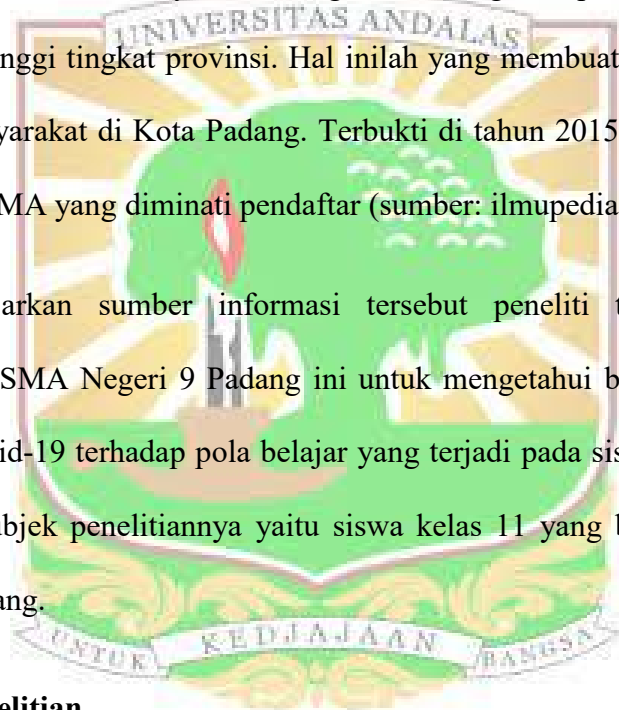 UNIVERSITAS ANDALAS
nggi tingkat provinsi. Hal inilah yang membuat
yarakat di Kota Padang. Terbukti di tahun 2015
MA yang diminati pendaftar (sumber: ilmupedia
arkan sumber informasi tersebut peneliti t
SMA Negeri 9 Padang ini untuk mengetahui b
id-19 terhadap pola belajar yang terjadi pada sis
bjek penelitiannya yaitu siswa kelas 11 yang b
ang.
UNTUK KEDJAJAAN BANGSA
elitian